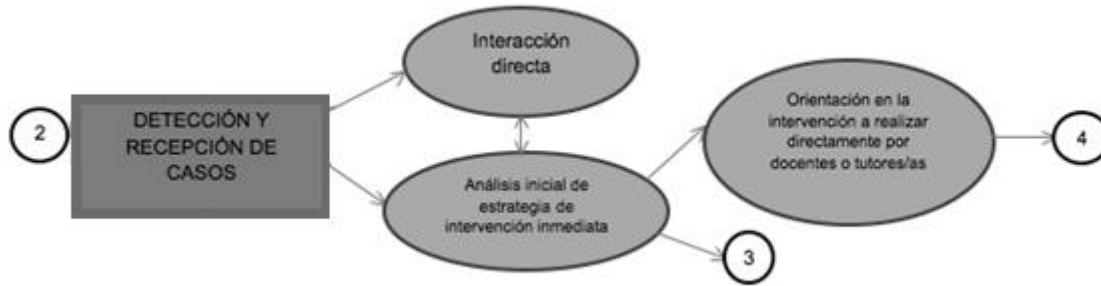 2
DETECCIÓN Y
RECEPCIÓN DE
CASOS
Interacción
directa
Análisis inicial de
estrategia de
intervención inmediata
Orientación en la
intervención a realizar
directamente por
docentes o tutores/as
3
4